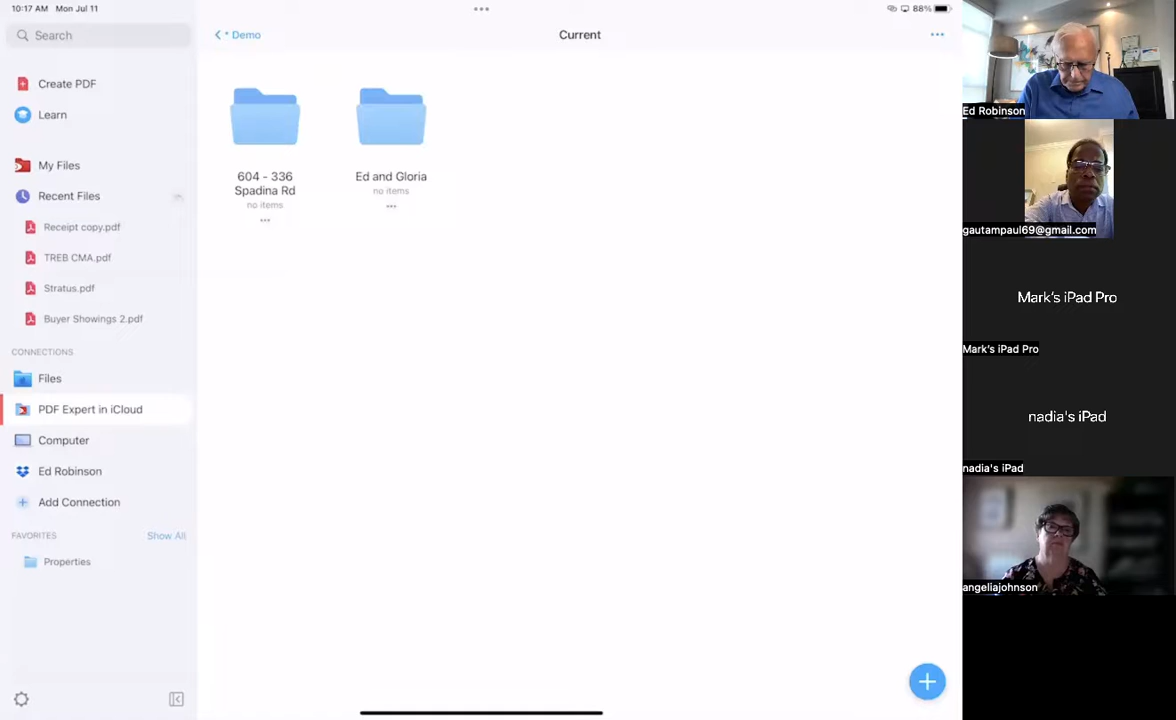 10:17 AM Mon Jul 11
88%
Search
Create PDF
Learn
My Files
Recent Files
Receipt copy.pdf
TREB CMA.pdf
Stratus.pdf
Buyer Showings 2.pdf
CONNECTIONS
Files
PDF Expert in iCloud
Computer
Ed Robinson
Add Connection
FAVORITES Show All
Properties
* Demo
Current
604 - 336
Spadina Rd
no items
Ed and Gloria
no items
Ed Robinson
gautampaul69@gmail.com
Mark's iPad Pro
Mark's iPad Pro
nadia's iPad
nadia's iPad
angeliajohnson